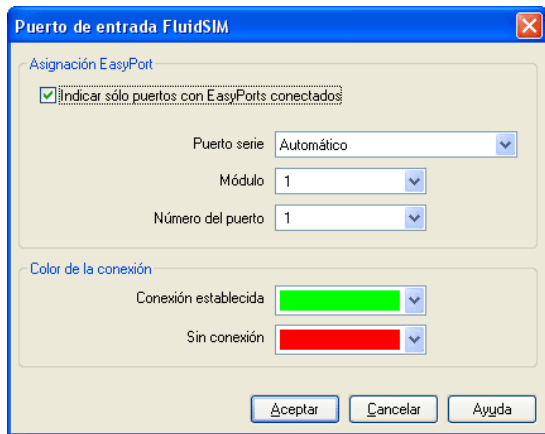 Puerto de entrada FluidSIM
Asignación EasyPort
Indicar sólo puertos con EasyPorts conectados
Puerto serie Automático
Módulo 1
Número del puerto 1
Color de la conexión
Conexión establecida
Sin conexión
Aceptar Cancelar Ayuda